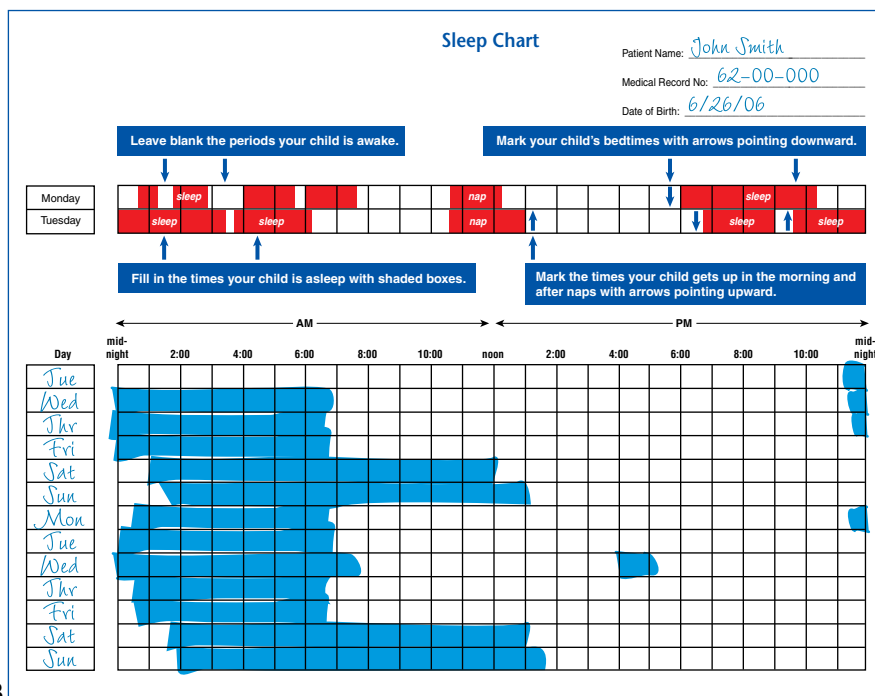 Sleep Chart
Patient Name: John Smith
Medical Record No: 62-00-000
Date of Birth: 6/26/06
Leave blank the periods your child is awake.
Mark your child's bedtimes with arrows pointing downward.
Monday sleep nap sleep
Tuesday sleep sleep nap sleep sleep
Fill in the times your child is asleep with shaded boxes.
Mark the times your child gets up in the morning and
after naps with arrows pointing upward.
AM PM
Day mid-night 2:00 4:00 6:00 8:00 10:00 noon 2:00 4:00 6:00 8:00 10:00 mid-night
Tue
Wed
Thr
Fri
Sat
Sun
Mon
Tue
Wed
Thr
Fri
Sat
Sun